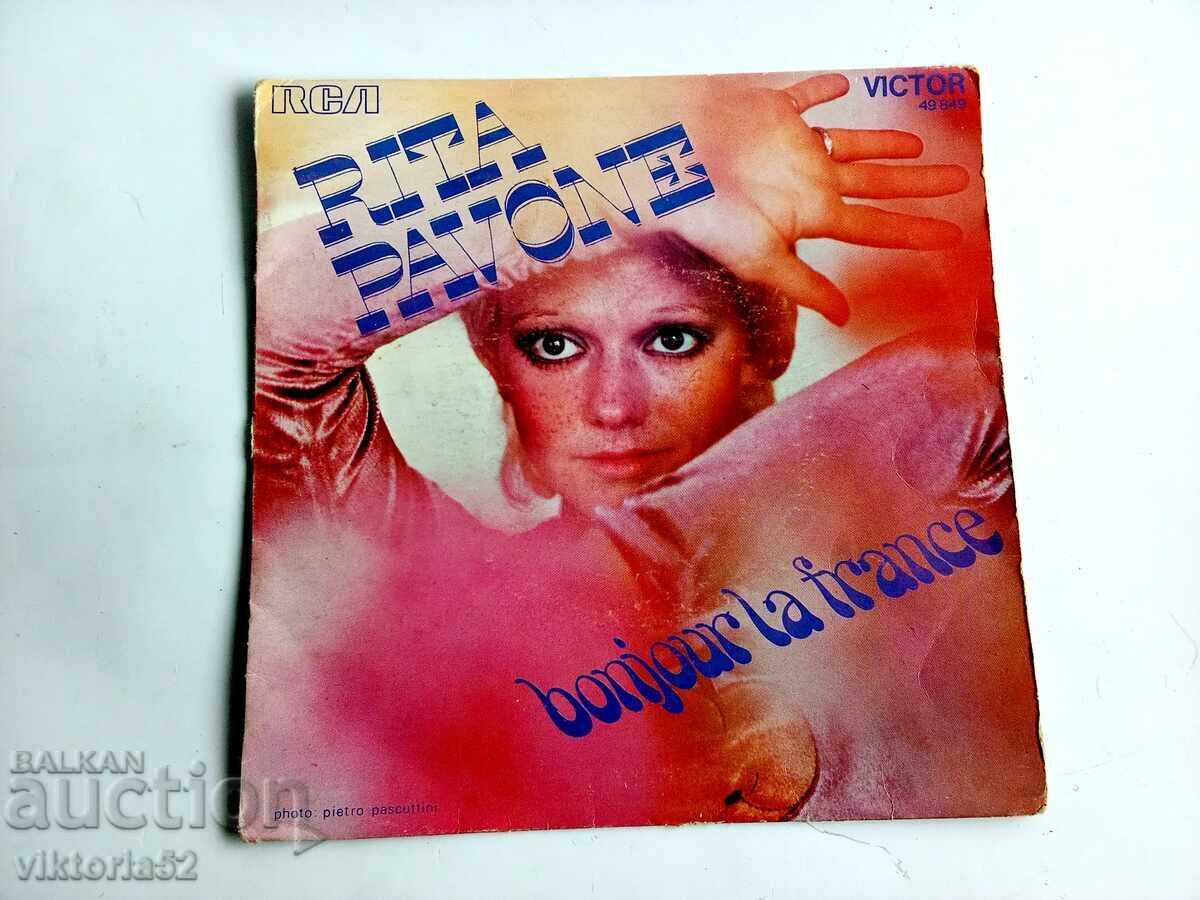 RCA
VICTOR
49 849
RITA
PAVONE
bonjour la france
photo: pietro pascuttini
BALKAN
auction
viktoria52